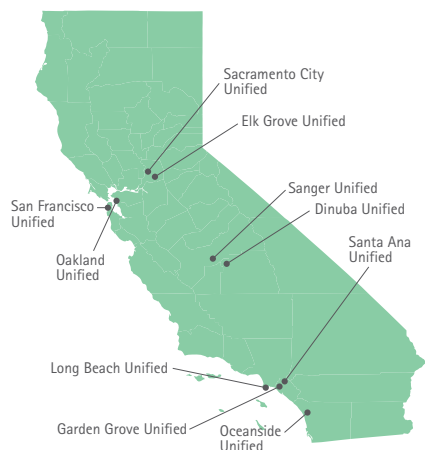 Sacramento City
Unified
Elk Grove Unified
Sanger Unified
Dinuba Unified
San Francisco
Unified
Santa Ana
Unified
Oakland
Unified
Long Beach Unified
Garden Grove Unified
Oceanside
Unified